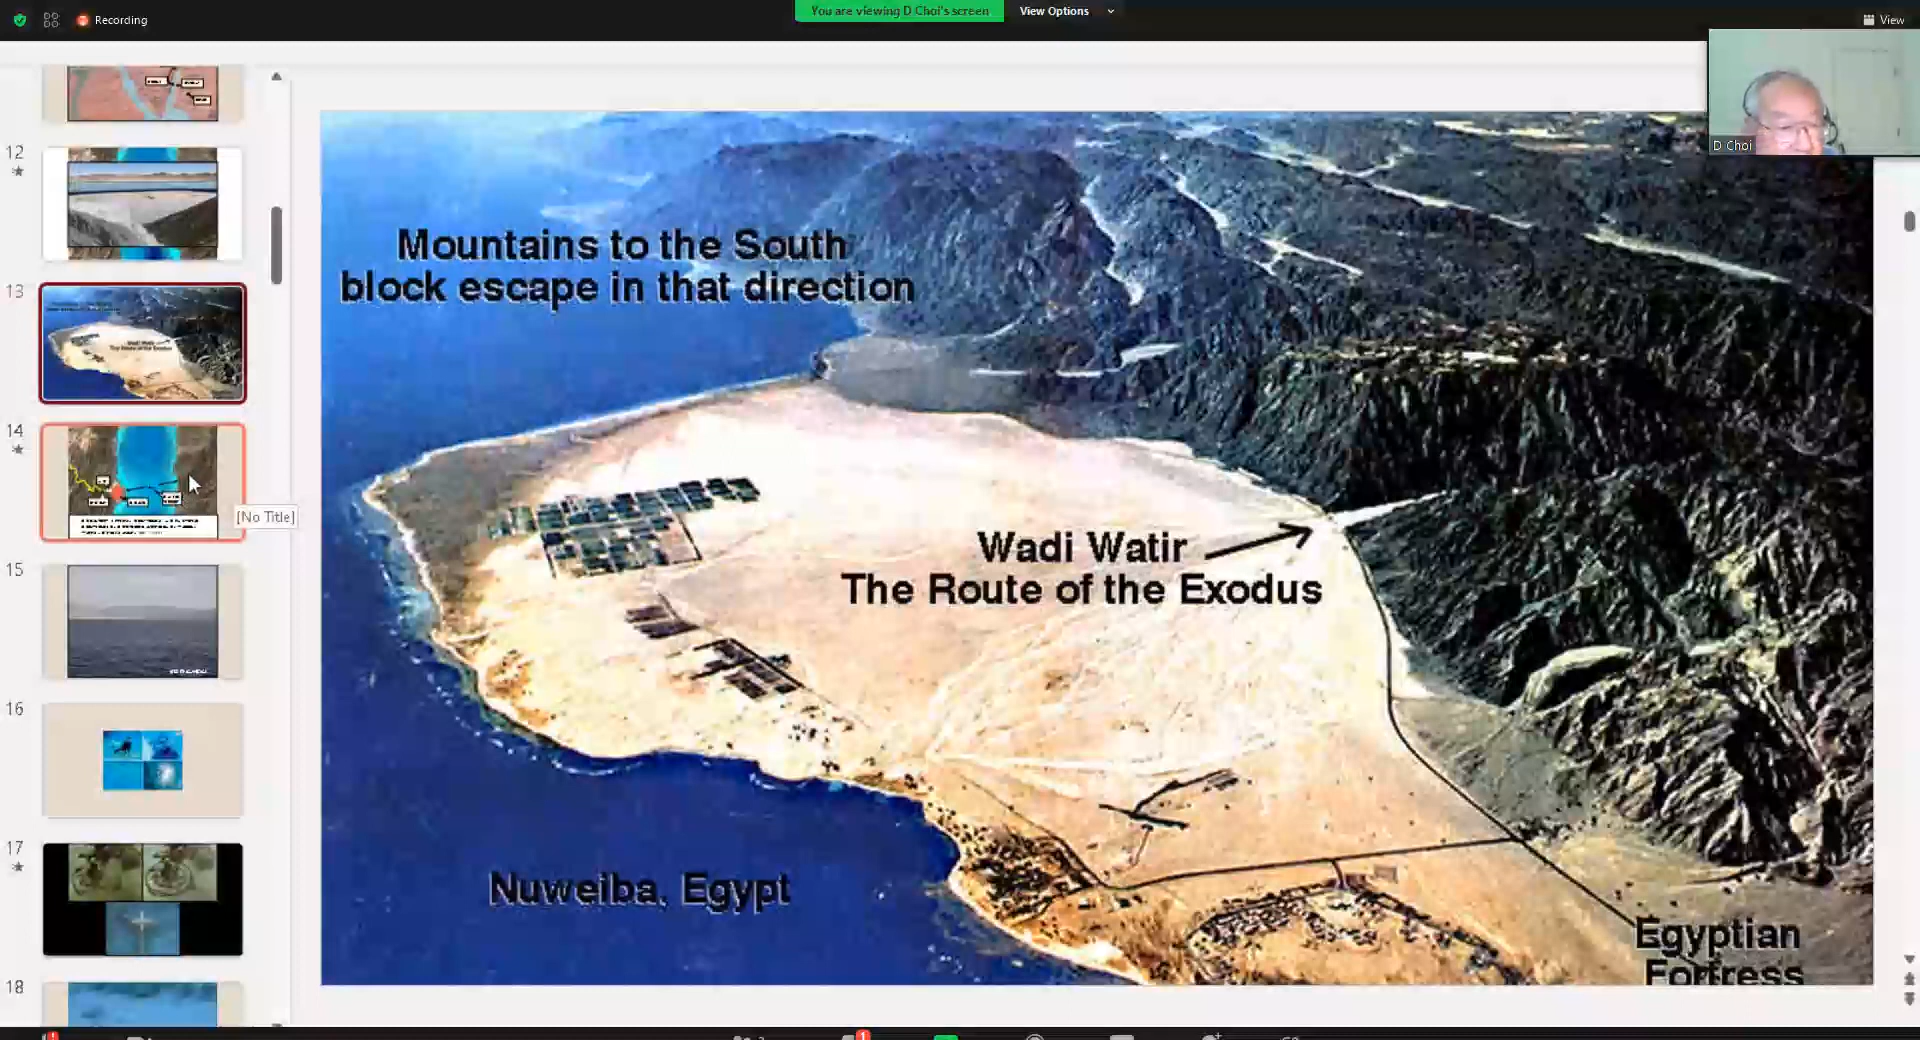 Recording
You are viewing D Choi's screen
View Options
View
D Choi
12
13
14
15
16
17
18
[No Title]
Mountains to the South
block escape in that direction
Wadi Watir
The Route of the Exodus
Nuweiba, Egypt
Egyptian
Fortress
1